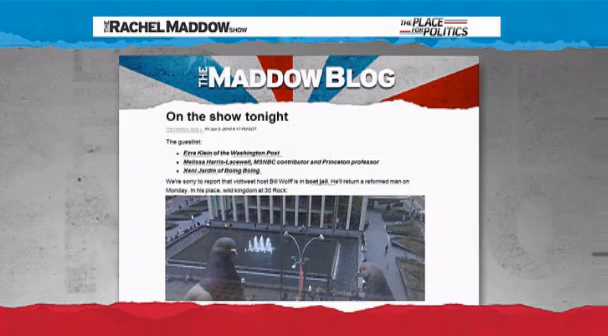 THE RACHEL MADDOW SHOW
THE PLACE FOR POLITICS
THE MADDOW BLOG
On the show tonight
The guestlist:
Ezra Klein of the Washington Post
Melissa Harris-Lacewell, MSNBC contributor and Princeton professor
Xeni Jardin of Boing Boing
We're sorry to report that vidtweet host Bill Wolff is in boat jail. He'll return a reformed man on
Monday. In his place, wild kingdom at 30 Rock: